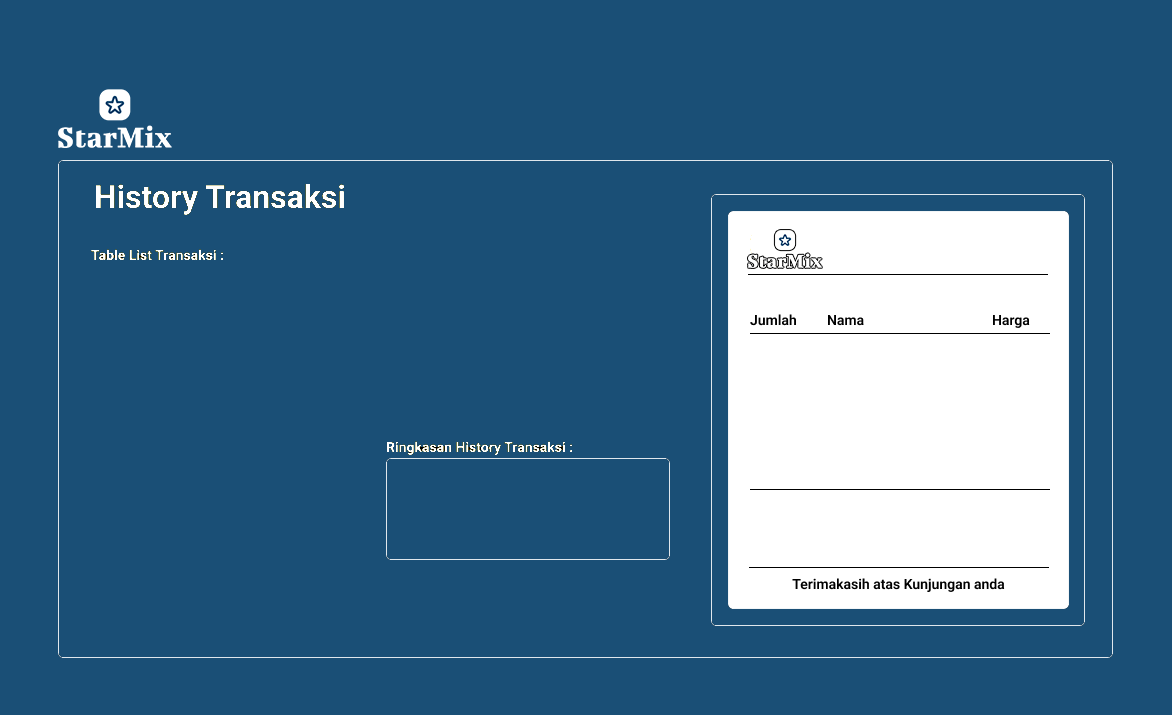 StarMix
History Transaksi
Table List Transaksi :
Ringkasan History Transaksi :
StarMix
Jumlah Nama Harga
Terimakasih atas Kunjungan anda